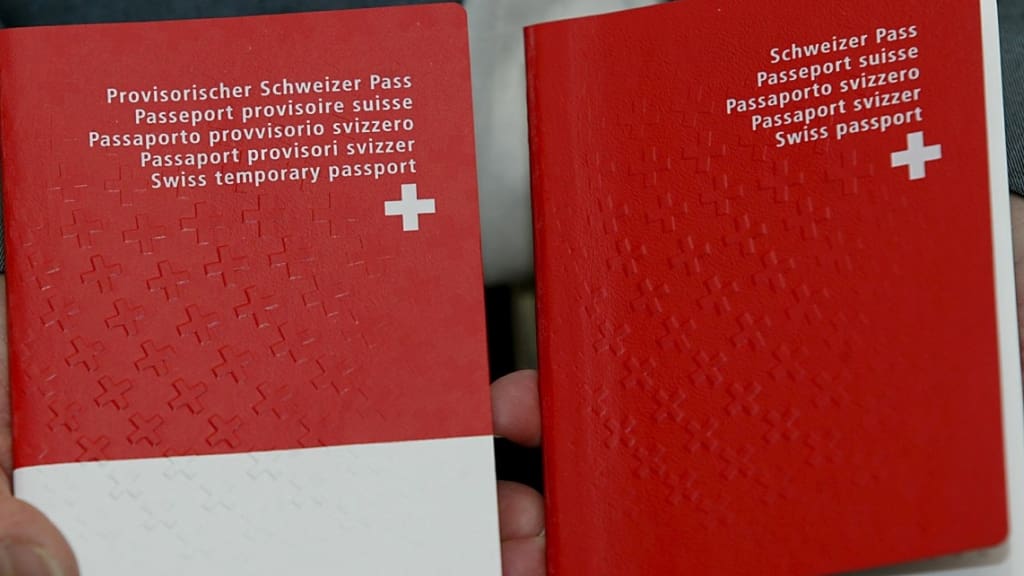 Provisorischer Schweizer Pass
Passeport provisoire suisse
Passaporto provvisorio svizzero
Passaport provisori svizzer
Swiss temporary passport
Schweizer Pass
Passeport suisse
Passaporto svizzero
Passaport svizzer
Swiss passport